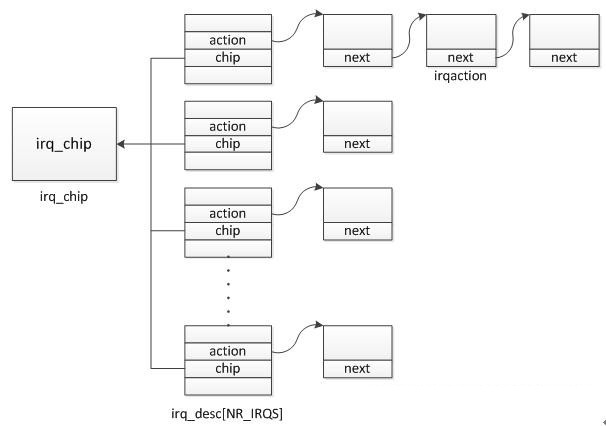 action
chip
next
next
next
irqaction
action
chip
next
irq_chip
irq_chip
action
chip
next
action
chip
next
irq_desc[NR_IRQS]